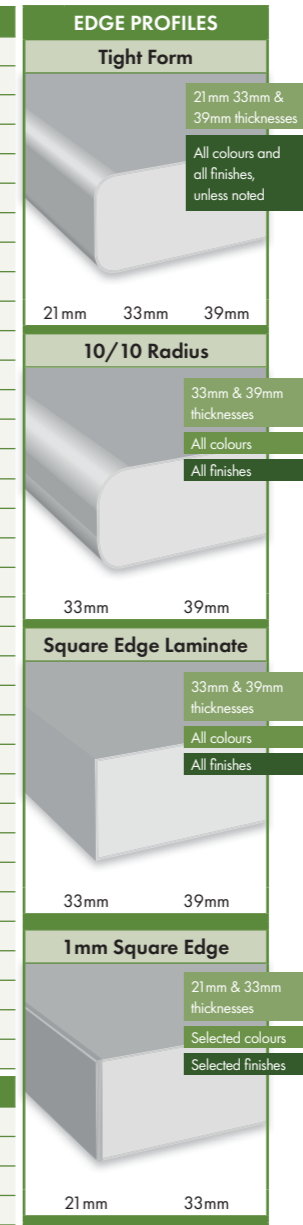 EDGE PROFILES
Tight Form
21mm 33mm &
39mm thicknesses
All colours and
all finishes,
unless noted
21mm 33mm 39mm
10/10 Radius
33mm & 39mm
thicknesses
All colours
All finishes
33mm 39mm
Square Edge Laminate
33mm & 39mm
thicknesses
All colours
All finishes
33mm 39mm
1mm Square Edge
21mm & 33mm
thicknesses
Selected colours
Selected finishes
21mm 33mm